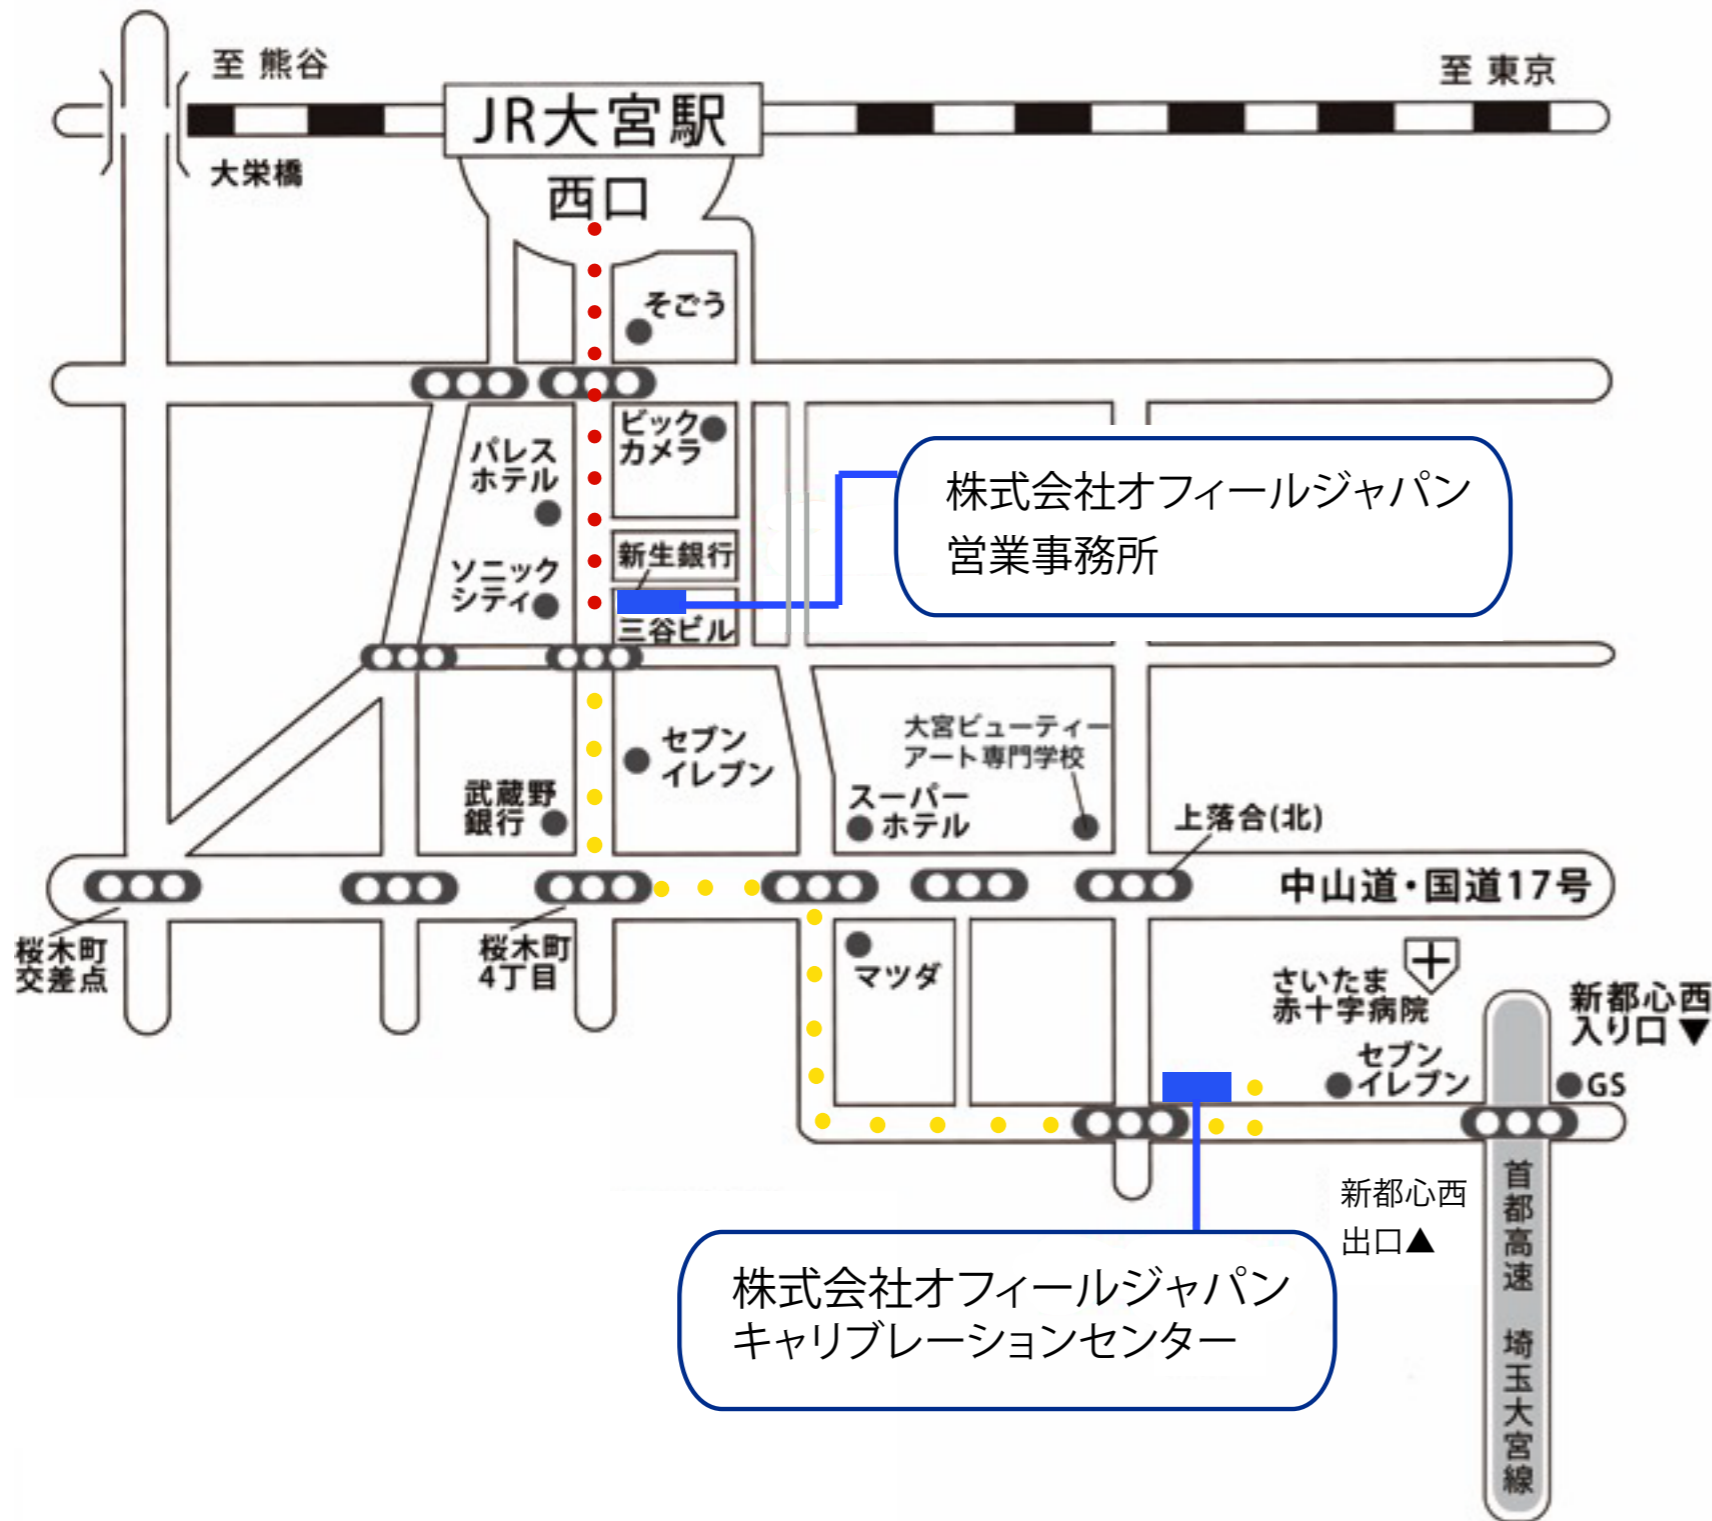 至 熊谷
至 東京
JR大宮駅
大栄橋
西口
そごう
ビック
カメラ
パレス
ホテル
株式会社オフィールジャパン
営業事務所
新生銀行
ソニック
シティ
三谷ビル
セブン
イレブン
大宮ビューティー
アート専門学校
武蔵野
銀行
スーパー
ホテル
上落合(北)
中山道・国道17号
桜木町
交差点
桜木町
4丁目
マツダ
さいたま
赤十字病院
新都心西
入り口▼
セブン
イレブン
GS
新都心西
出口▲
首都高速 埼玉大宮線
株式会社オフィールジャパン
キャリブレーションセンター